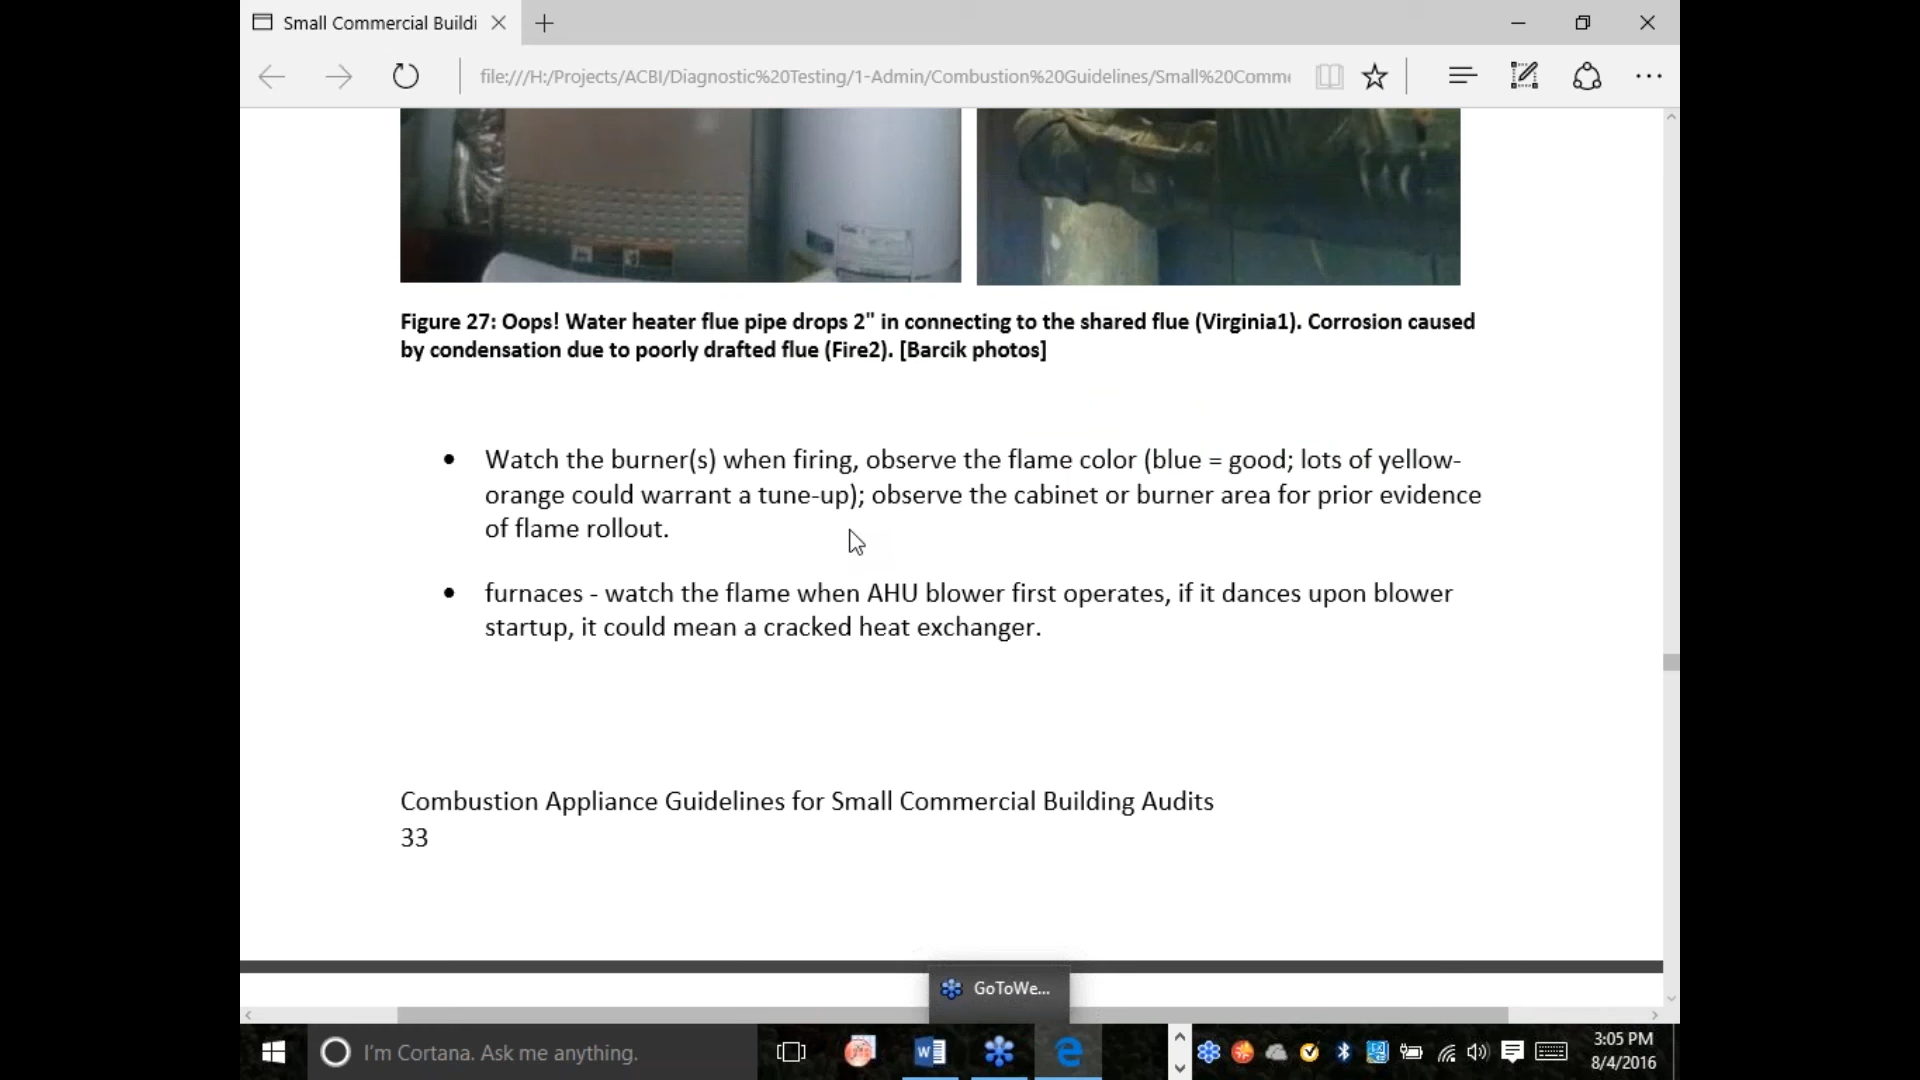 Small Commercial Buildi
file:///H:/Projects/ACBI/Diagnostic%20Testing/1-Admin/Combustion%20Guidelines/Small%20Comme
Figure 27: Oops! Water heater flue pipe drops 2" in connecting to the shared flue (Virginia1). Corrosion caused
by condensation due to poorly drafted flue (Fire2). [Barcik photos]
• Watch the burner(s) when firing, observe the flame color (blue = good; lots of yellow-
orange could warrant a tune-up); observe the cabinet or burner area for prior evidence
of flame rollout.
• furnaces - watch the flame when AHU blower first operates, if it dances upon blower
startup, it could mean a cracked heat exchanger.
Combustion Appliance Guidelines for Small Commercial Building Audits
33
GoToWe...
I'm Cortana. Ask me anything.
3:05 PM
8/4/2016